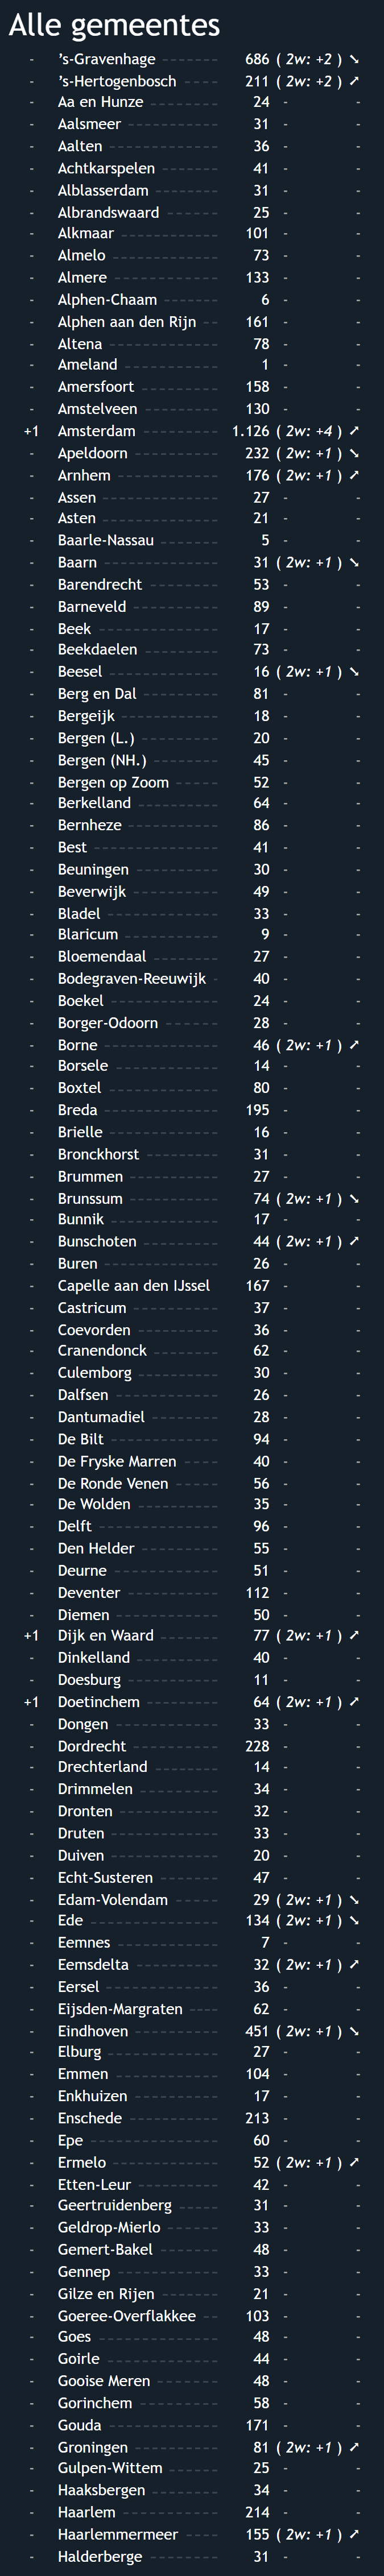 Alle gemeentes
- ’s-Gravenhage 686 ( 2w: +2 ) ➘
- ’s-Hertogenbosch 211 ( 2w: +2 ) ➚
- Aa en Hunze 24 - -
- Aalsmeer 31 - -
- Aalten 36 - -
- Achtkarspelen 41 - -
- Alblasserdam 31 - -
- Albrandswaard 25 - -
- Alkmaar 101 - -
- Almelo 73 - -
- Almere 133 - -
- Alphen-Chaam 6 - -
- Alphen aan den Rijn 161 - -
- Altena 78 - -
- Ameland 1 - -
- Amersfoort 158 - -
- Amstelveen 130 - -
+1 Amsterdam 1.126 ( 2w: +4 ) ➚
- Apeldoorn 232 ( 2w: +1 ) ➘
- Arnhem 176 ( 2w: +1 ) ➚
- Assen 27 - -
- Asten 21 - -
- Baarle-Nassau 5 - -
- Baarn 31 ( 2w: +1 ) ➘
- Barendrecht 53 - -
- Barneveld 89 - -
- Beek 17 - -
- Beekdaelen 73 - -
- Beesel 16 ( 2w: +1 ) ➘
- Berg en Dal 81 - -
- Bergeijk 18 - -
- Bergen (L.) 20 - -
- Bergen (NH.) 45 - -
- Bergen op Zoom 52 - -
- Berkelland 64 - -
- Bernheze 86 - -
- Best 41 - -
- Beuningen 30 - -
- Beverwijk 49 - -
- Bladel 33 - -
- Blaricum 9 - -
- Bloemendaal 27 - -
- Bodegraven-Reeuwijk 40 - -
- Boekel 24 - -
- Borger-Odoorn 28 - -
- Borne 46 ( 2w: +1 ) ➚
- Borsele 14 - -
- Boxtel 80 - -
- Breda 195 - -
- Brielle 16 - -
- Bronckhorst 31 - -
- Brummen 27 - -
- Brunssum 74 ( 2w: +1 ) ➘
- Bunnik 17 - -
- Bunschoten 44 ( 2w: +1 ) ➚
- Buren 26 - -
- Capelle aan den IJssel 167 - -
- Castricum 37 - -
- Coevorden 36 - -
- Cranendonck 62 - -
- Culemborg 30 - -
- Dalfsen 26 - -
- Dantumadiel 28 - -
- De Bilt 94 - -
- De Fryske Marren 40 - -
- De Ronde Venen 56 - -
- De Wolden 35 - -
- Delft 96 - -
- Den Helder 55 - -
- Deurne 51 - -
- Deventer 112 - -
- Diemen 50 - -
+1 Dijk en Waard 77 ( 2w: +1 ) ➚
- Dinkelland 40 - -
- Doesburg 11 - -
+1 Doetinchem 64 ( 2w: +1 ) ➚
- Dongen 33 - -
- Dordrecht 228 - -
- Drechterland 14 - -
- Drimmelen 34 - -
- Dronten 32 - -
- Druten 33 - -
- Duiven 20 - -
- Echt-Susteren 47 - -
- Edam-Volendam 29 ( 2w: +1 ) ➘
- Ede 134 ( 2w: +1 ) ➘
- Eemnes 7 - -
- Eemsdelta 32 ( 2w: +1 ) ➚
- Eersel 36 - -
- Eijsden-Margraten 62 - -
- Eindhoven 451 ( 2w: +1 ) ➘
- Elburg 27 - -
- Emmen 104 - -
- Enkhuizen 17 - -
- Enschede 213 - -
- Epe 60 - -
- Ermelo 52 ( 2w: +1 ) ➚
- Etten-Leur 42 - -
- Geertruidenberg 31 - -
- Geldrop-Mierlo 33 - -
- Gemert-Bakel 48 - -
- Gennep 33 - -
- Gilze en Rijen 21 - -
- Goeree-Overflakkee 103 - -
- Goes 48 - -
- Goirle 44 - -
- Gooise Meren 48 - -
- Gorinchem 58 - -
- Gouda 171 - -
- Groningen 81 ( 2w: +1 ) ➚
- Gulpen-Wittem 25 - -
- Haaksbergen 34 - -
- Haarlem 214 - -
- Haarlemmermeer 155 ( 2w: +1 ) ➚
- Halderberge 31 - -